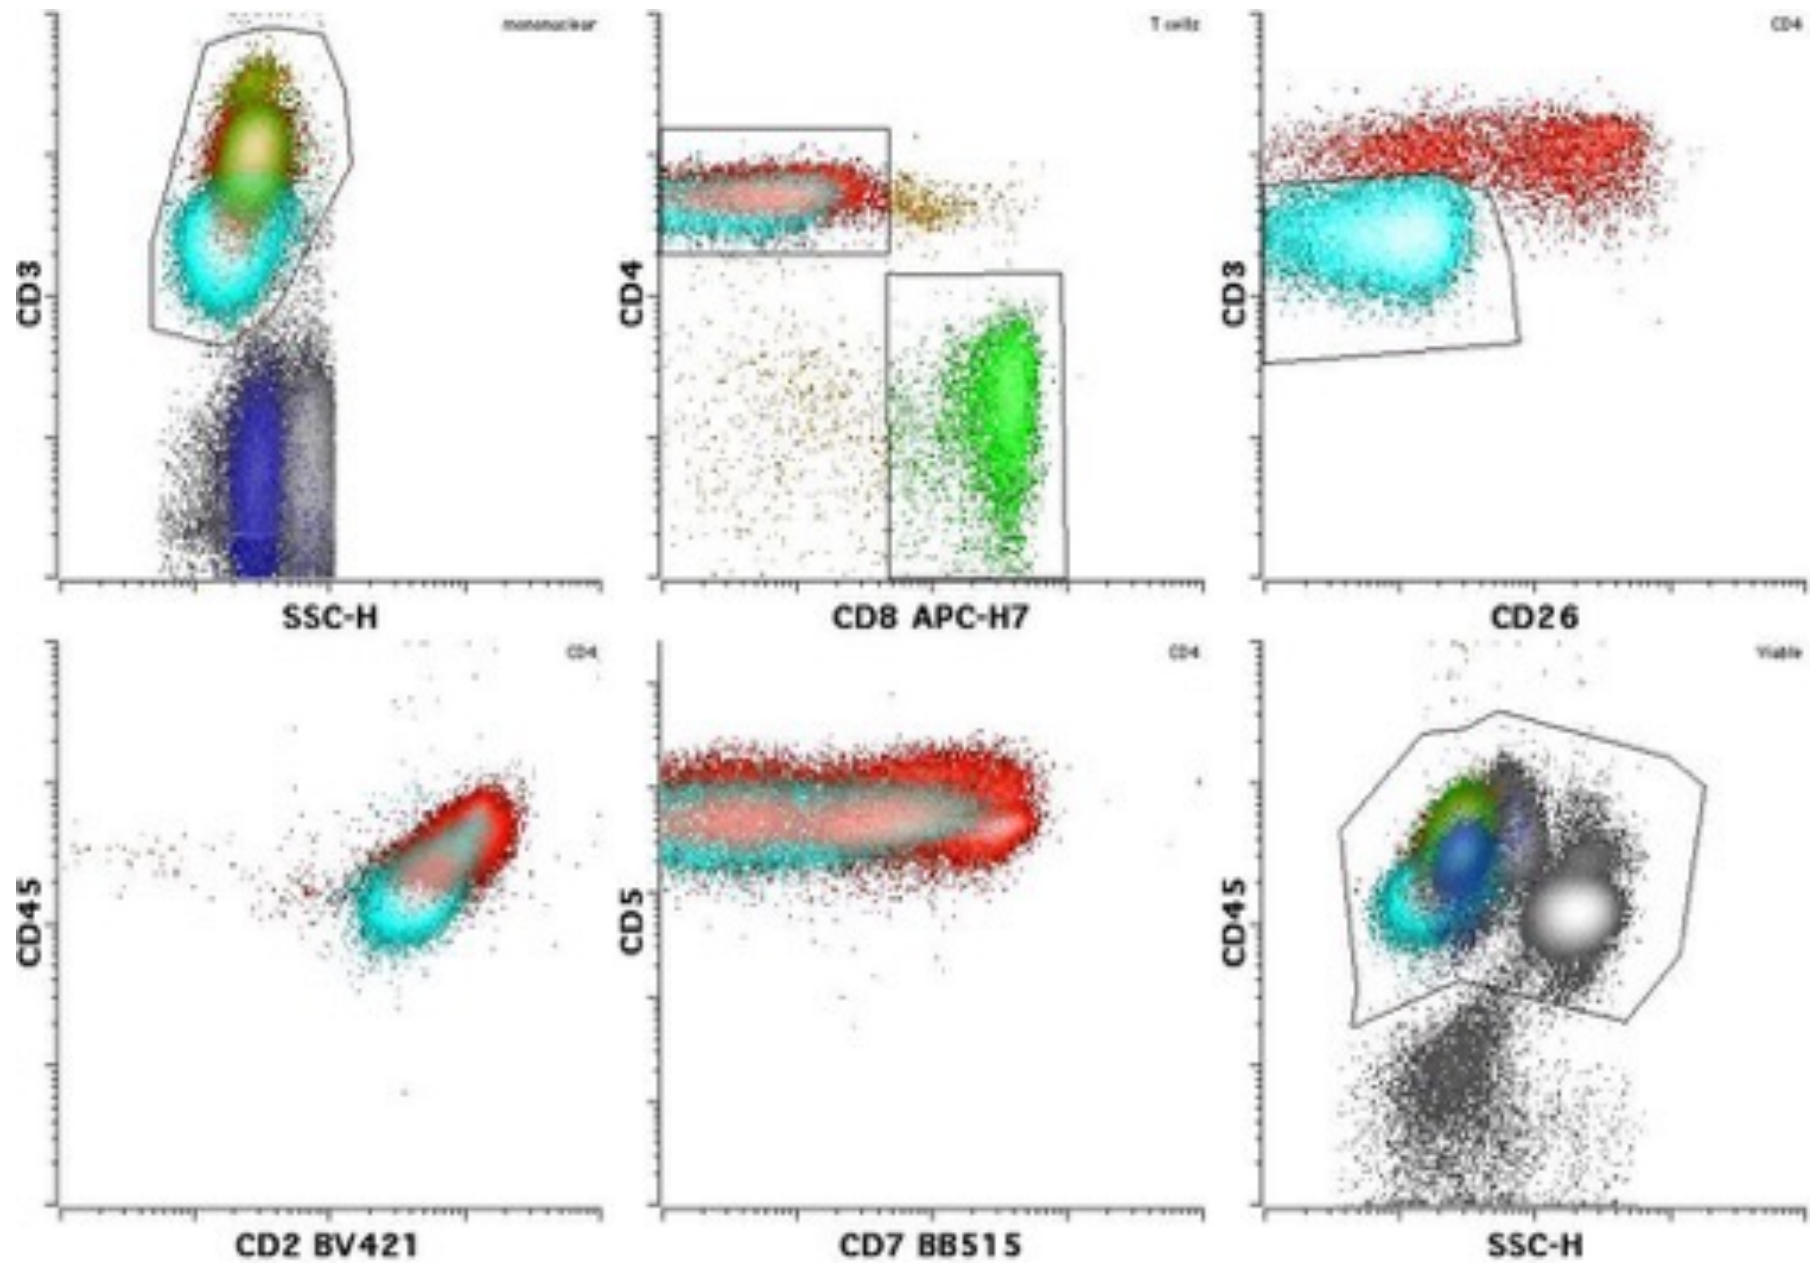 mononuclear
CD3
SSC-H
T cells
CD4
CD8 APC-H7
CD4
CD3
CD26
CD4
CD45
CD2 BV421
CD4
CD5
CD7 BB515
Viable
CD45
SSC-H